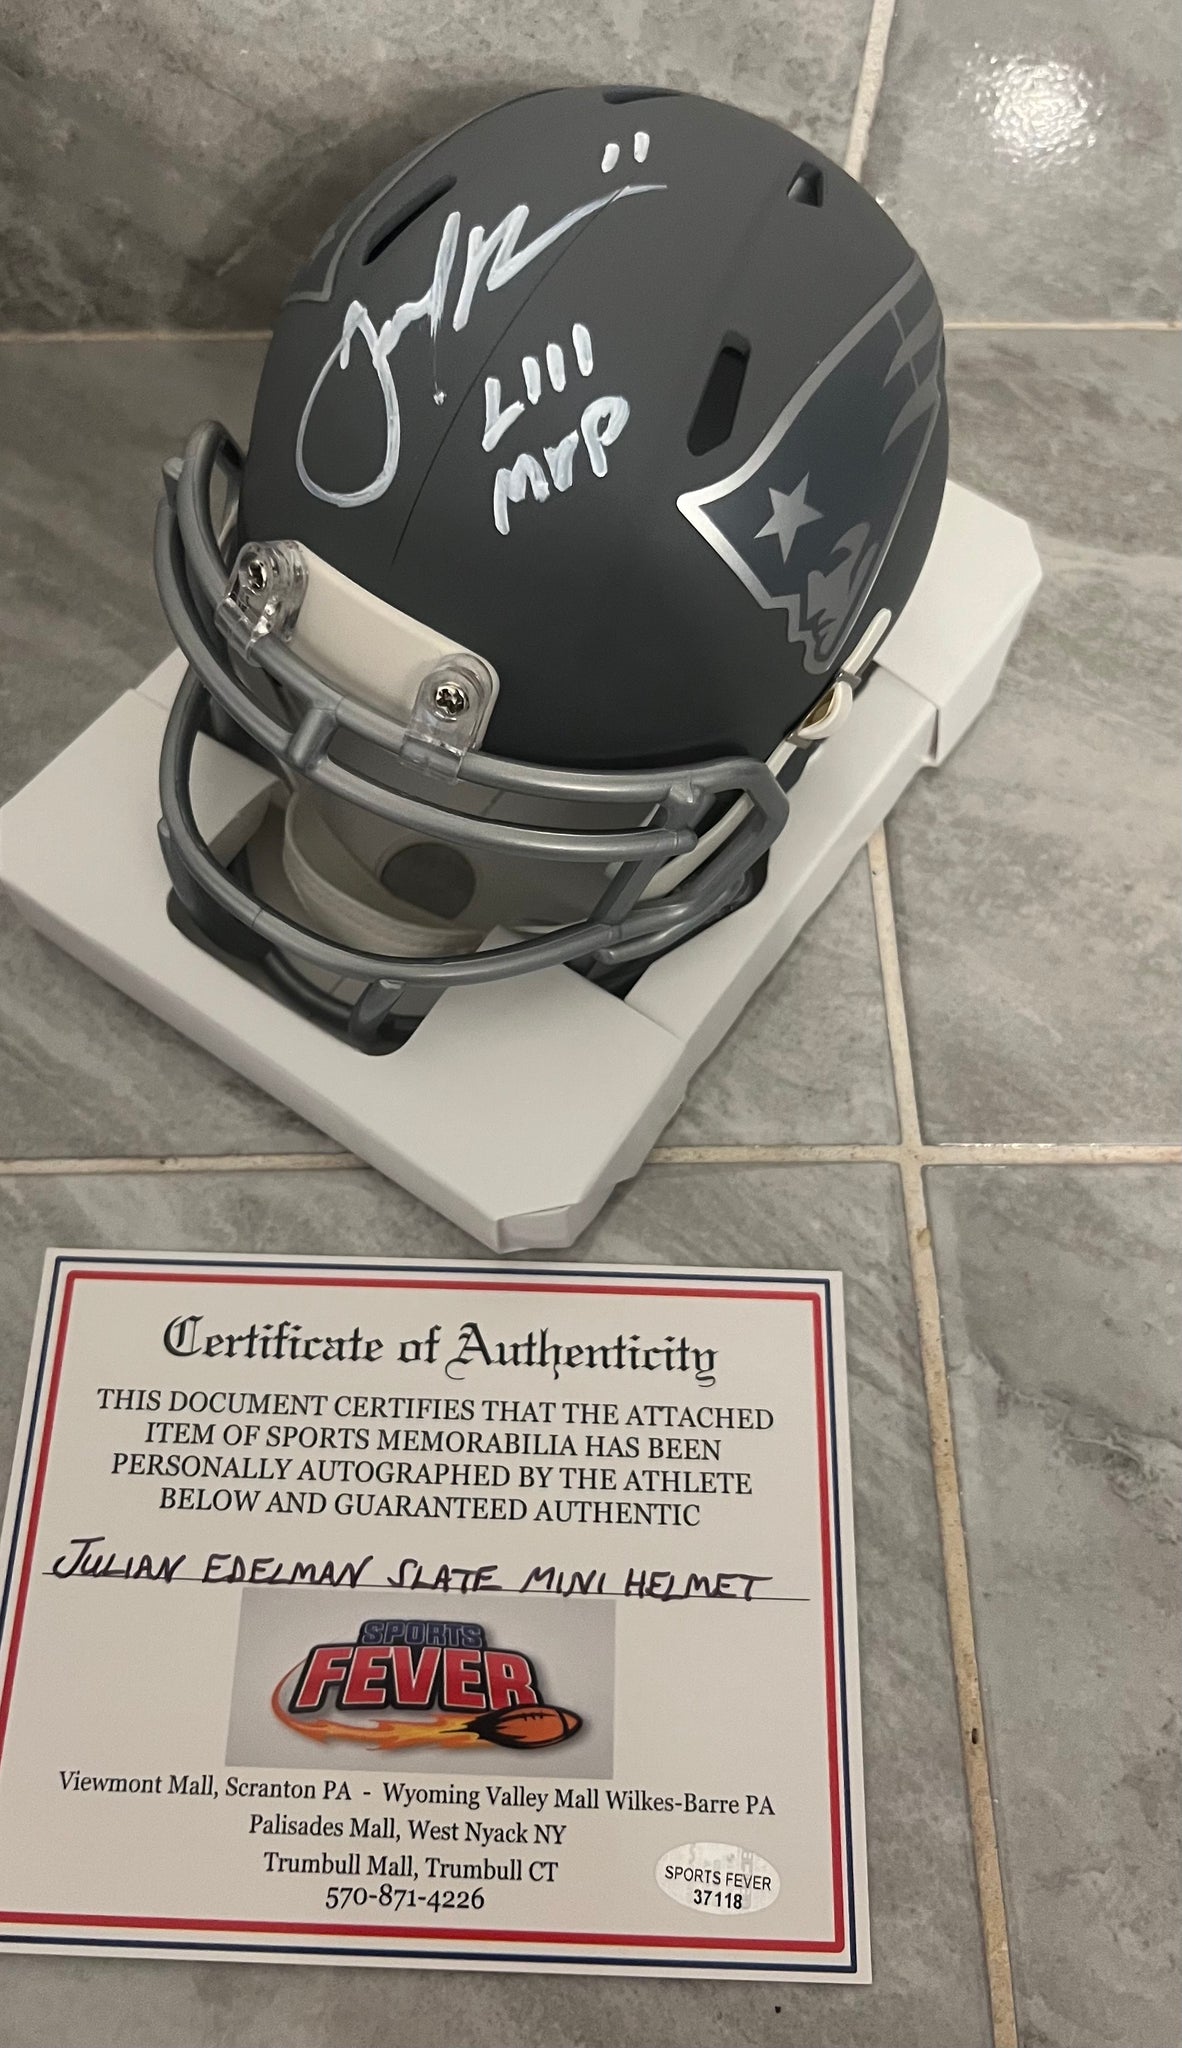 11
LIII
MVP
Certificate of Authenticity
THIS DOCUMENT CERTIFIES THAT THE ATTACHED
ITEM OF SPORTS MEMORABILIA HAS BEEN
PERSONALLY AUTOGRAPHED BY THE ATHLETE
BELOW AND GUARANTEED AUTHENTIC
JULIAN EDELMAN SLATE MINI HELMET
SPORTS
FEVER
Viewmont Mall, Scranton PA - Wyoming Valley Mall Wilkes-Barre PA
Palisades Mall, West Nyack NY
Trumbull Mall, Trumbull CT
570-871-4226
SPORTS FEVER
37118